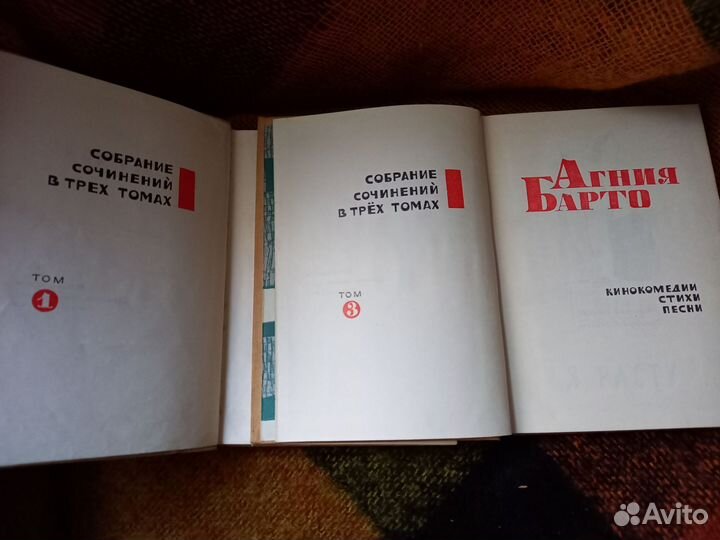 СОБРАНИЕ
СОЧИНЕНИЙ
В ТРЕХ ТОМАХ
ТОМ
1
СОБРАНИЕ
СОЧИНЕНИЙ
В ТРЁХ ТОМАХ
ТОМ
3
АГНИЯ
БАРТО
КИНОКОМЕДИИ
СТИХИ
ПЕСНИ
Avito